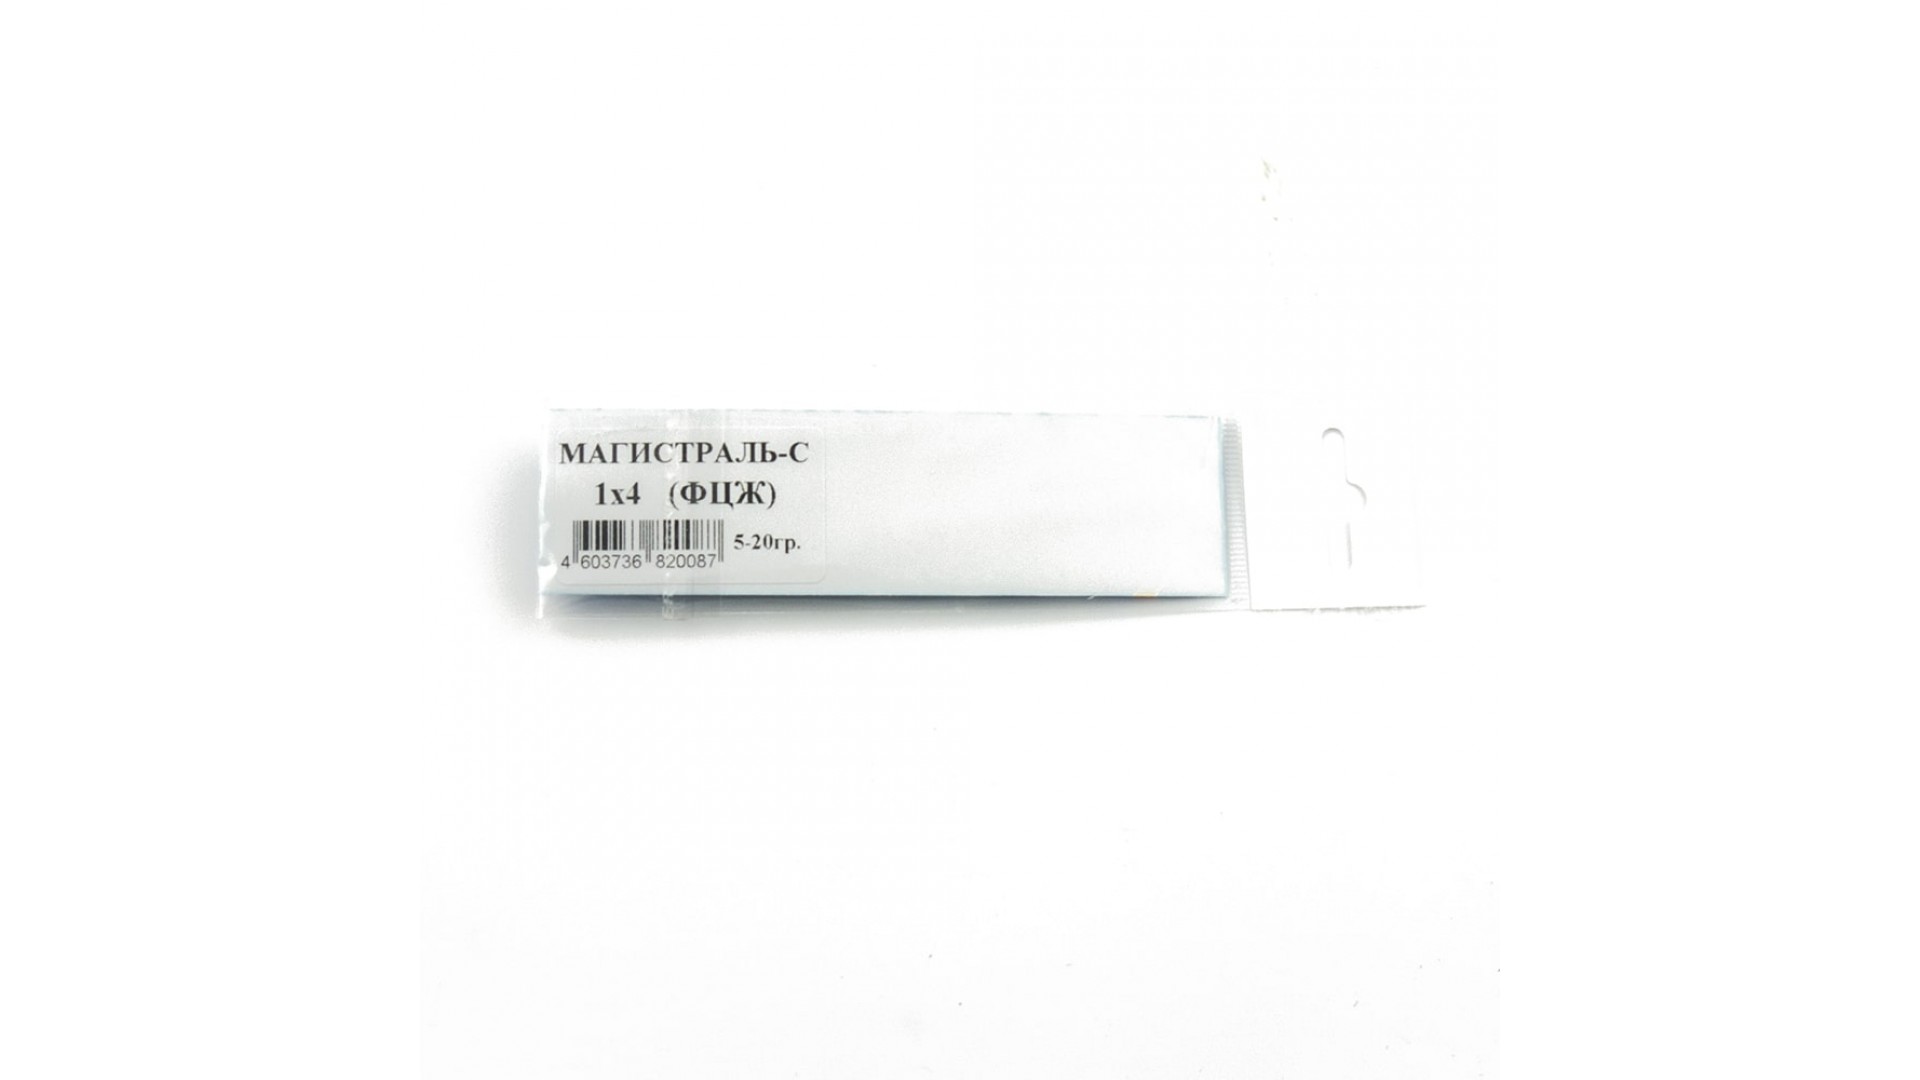 МАГИСТРАЛЬ-С
1х4 (ФЦЖ)
5-20гр.
4 603736 820087